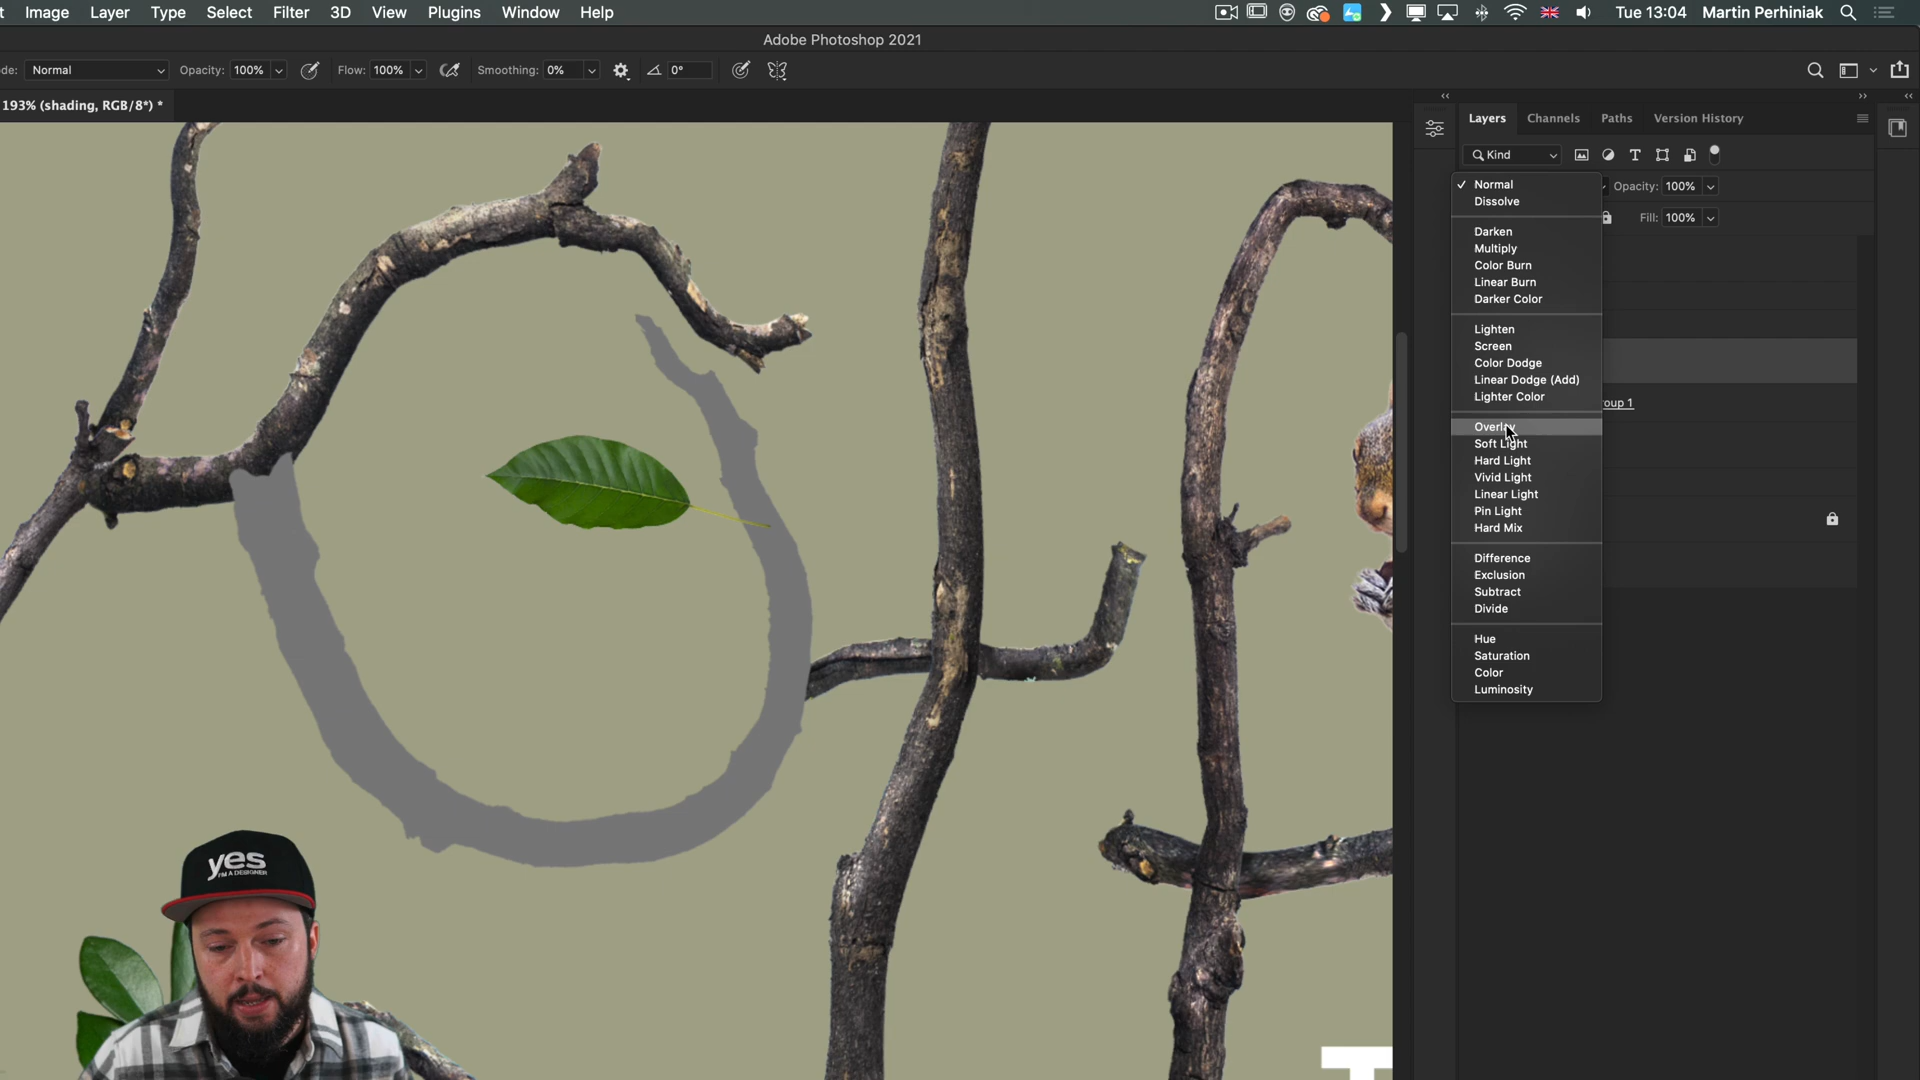 Image Layer Type Select Filter 3D View Plugins Window Help Tue 13:04 Martin Perhiniak
Adobe Photoshop 2021
de: Normal Opacity: 100% Flow: 100% Smoothing: 0% 0°
193% (shading, RGB/8*) *
Layers Channels Paths Version History
Kind
Opacity: 100%
Fill: 100%
✓ Normal
Dissolve
Darken
Multiply
Color Burn
Linear Burn
Darker Color
Lighten
Screen
Color Dodge
Linear Dodge (Add)
Lighter Color
roup 1
Overlay
Soft Light
Hard Light
Vivid Light
Linear Light
Pin Light
Hard Mix
Difference
Exclusion
Subtract
Divide
Hue
Saturation
Color
Luminosity
yes
I'M A DESIGNER
T